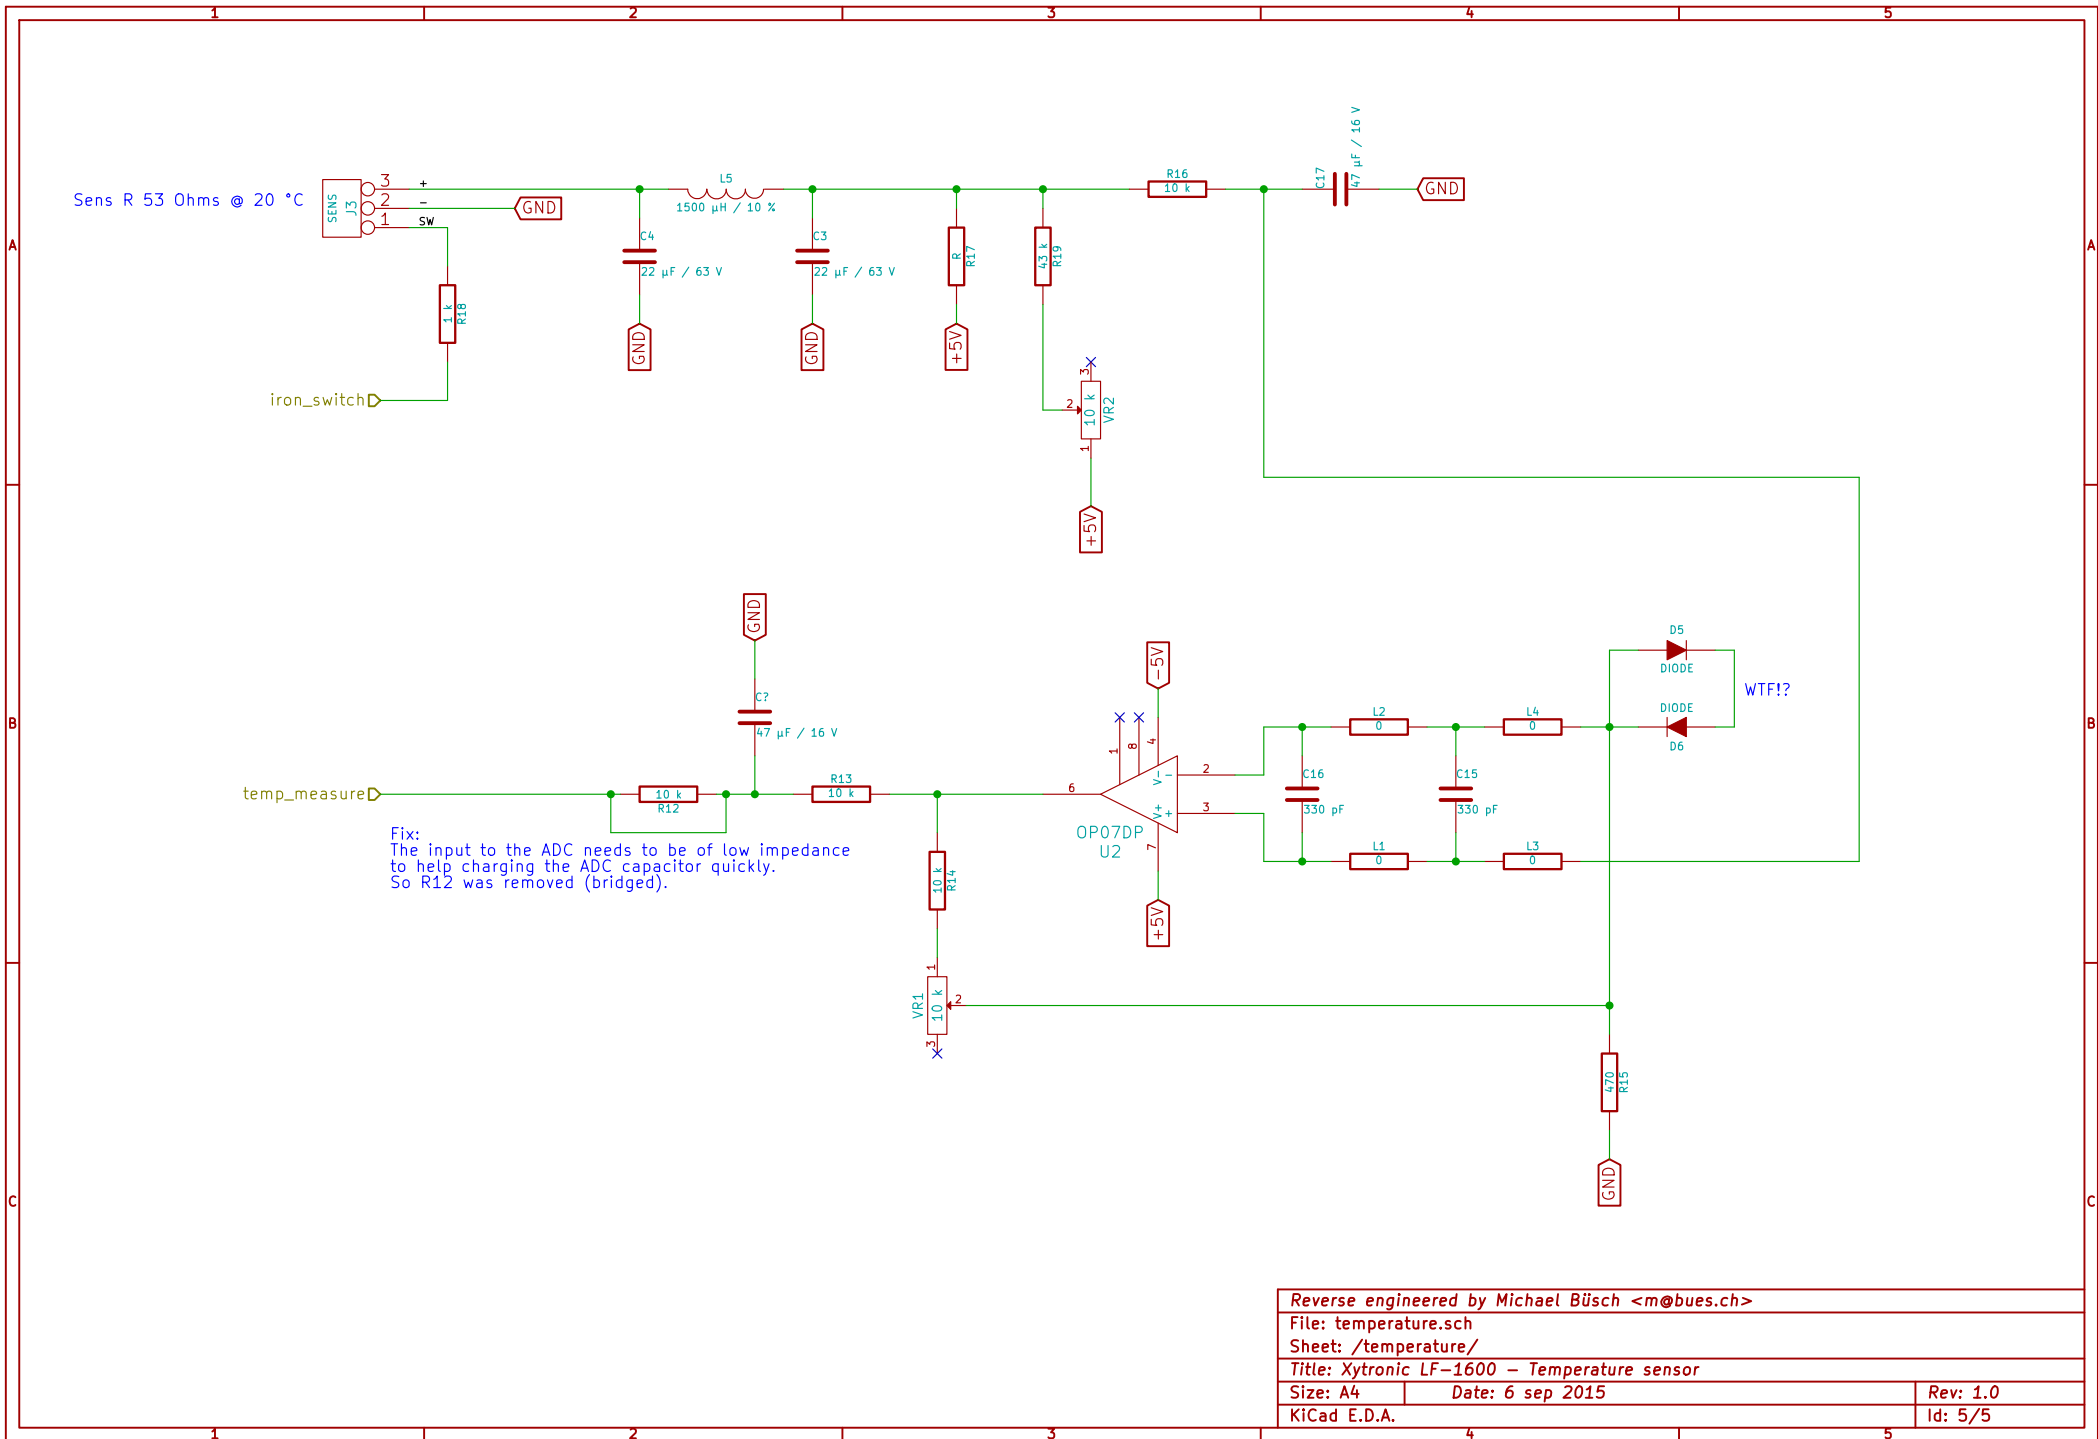 1 2 3 4 5
A A
B B
C C
Sens R 53 Ohms @ 20 °C
SENS
J3
3 +
2 -
1 SW
GND
R18
1 k
iron_switch
C4
22 µF / 63 V
GND
L5
1500 µH / 10 %
C3
22 µF / 63 V
GND
R
R17
+5V
43 k
R19
3
2
1
10 k
VR2
+5V
R16
10 k
C17
47 µF / 16 V
GND
GND
C?
47 µF / 16 V
temp_measure
10 k
R12
R13
10 k
Fix:
The input to the ADC needs to be of low impedance
to help charging the ADC capacitor quickly.
So R12 was removed (bridged).
10 k
R14
1
2
3
VR1
10 k
-5V
1
8
4
V-
-
2
6
V+
+
3
7
OP07DP
U2
+5V
C16
330 pF
L2
0
L1
0
C15
330 pF
L4
0
L3
0
D5
DIODE
DIODE
D6
WTF!?
470
R15
GND
Reverse engineered by Michael Büsch <m@bues.ch>
File: temperature.sch
Sheet: /temperature/
Title: Xytronic LF-1600 - Temperature sensor
Size: A4 Date: 6 sep 2015 Rev: 1.0
KiCad E.D.A. Id: 5/5
1 2 3 4 5